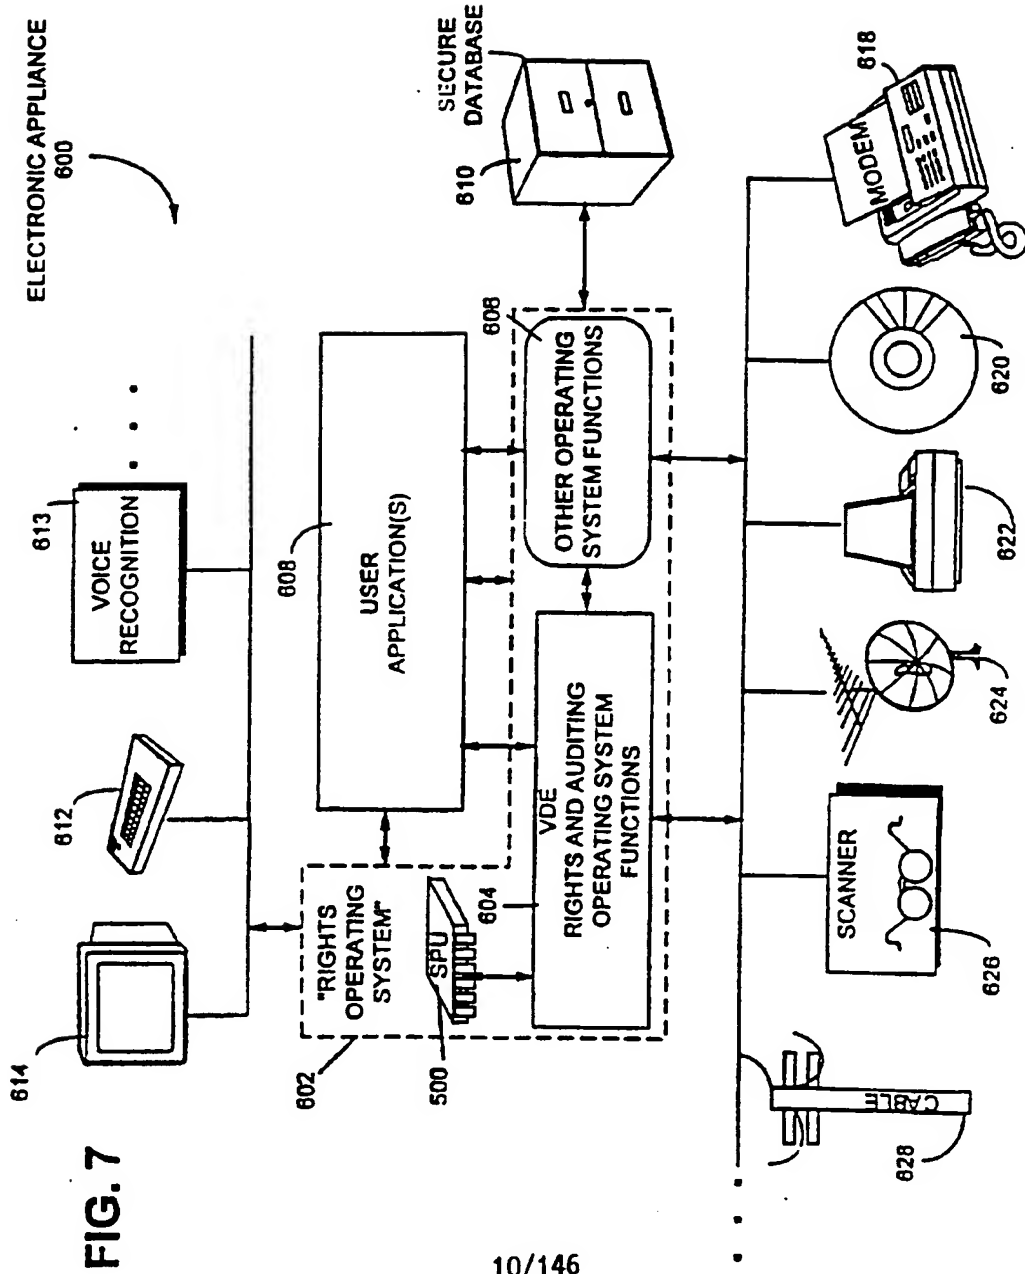 FIG. 7
ELECTRONIC APPLIANCE
600
614
612
VOICE
RECOGNITION
613
602
"RIGHTS
OPERATING
SYSTEM"
608
USER
APPLICATION(S)
SPU
500
604
VDE
RIGHTS AND AUDITING
OPERATING SYSTEM
FUNCTIONS
OTHER OPERATING
SYSTEM FUNCTIONS
608
610
SECURE
DATABASE
CABLE
628
SCANNER
626
624
622
620
MODEM
618
10/146